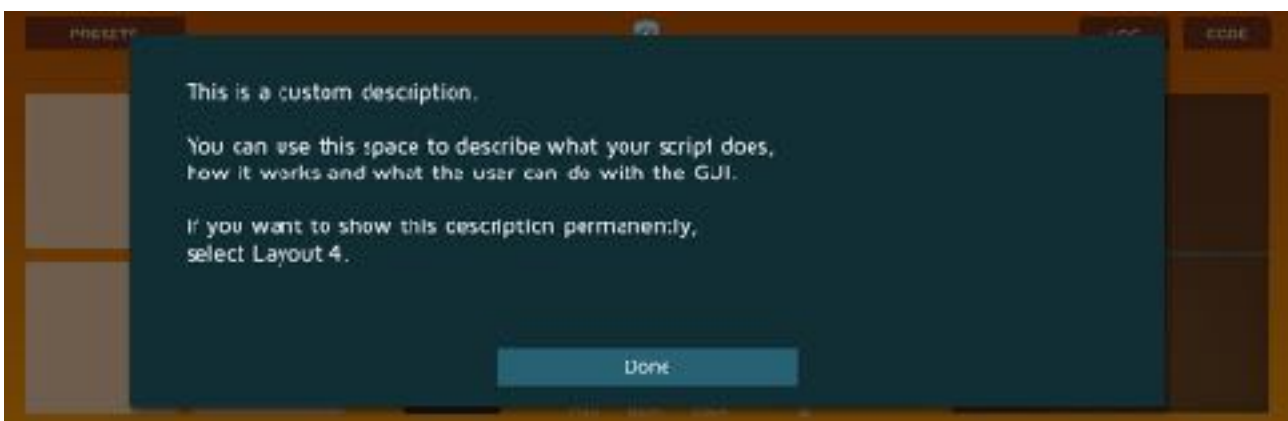 PRESETS
LOG
CODE
This is a custom description.
You can use this space to describe what your script does,
how it works and what the user can do with the GUI.
If you want to show this description permanently,
select Layout 4.
Done